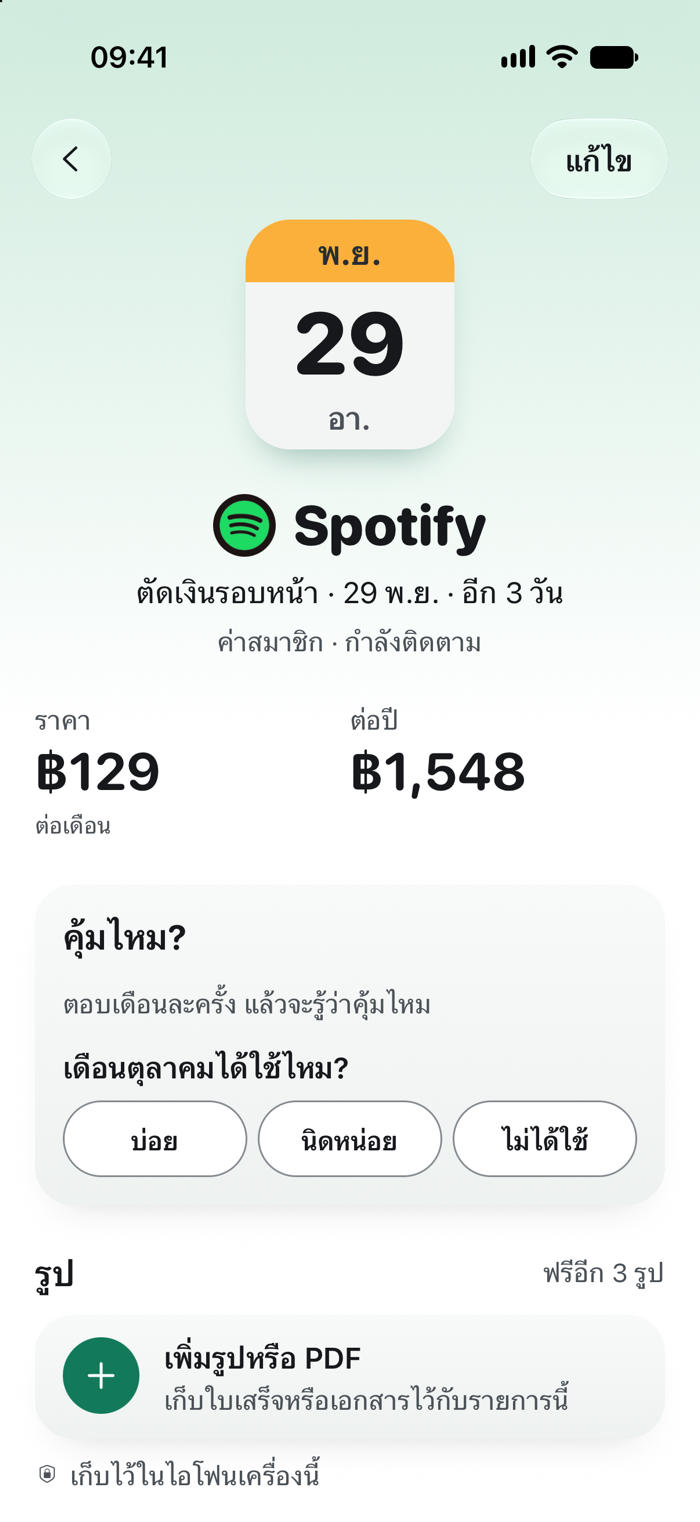 09:41
แก้ไข
พ.ย.
29
อา.
Spotify
ตัดเงินรอบหน้า · 29 พ.ย. · อีก 3 วัน
ค่าสมาชิก · กำลังติดตาม
ราคา
฿129
ต่อเดือน
ต่อปี
฿1,548
คุ้มไหม?
ตอบเดือนละครั้ง แล้วจะรู้ว่าคุ้มไหม
เดือนตุลาคมได้ใช้ไหม?
บ่อย
นิดหน่อย
ไม่ได้ใช้
รูป
ฟรีอีก 3 รูป
เพิ่มรูปหรือ PDF
เก็บใบเสร็จหรือเอกสารไว้กับรายการนี้
เก็บไว้ในไอโฟนเครื่องนี้